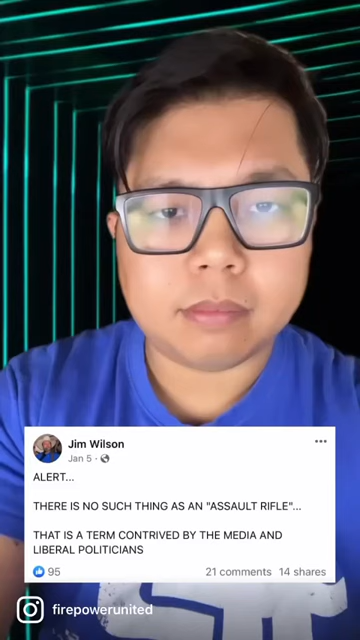 Jim Wilson
Jan 5 ·
ALERT...
THERE IS NO SUCH THING AS AN "ASSAULT RIFLE"...
THAT IS A TERM CONTRIVED BY THE MEDIA AND
LIBERAL POLITICIANS
95 21 comments 14 shares
firepowerunited